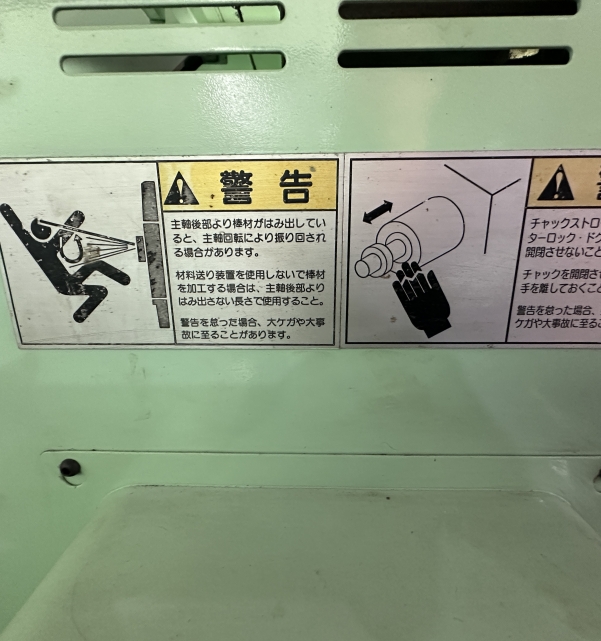 警告
主軸後部より棒材がはみ出してい
ると、主軸回転により振り回され
る場合があります。
材料送り装置を使用しないで棒材
を加工する場合は、主軸後部より
はみ出さない長さで使用すること。
警告を怠った場合、大ケガや大事
故に至ることがあります。
チャックストロ
ターロック・ド
開閉させないこと
チャックを開閉さ
手を離しておくこと
警告を怠った場合、
ケガや大事故に至るこ